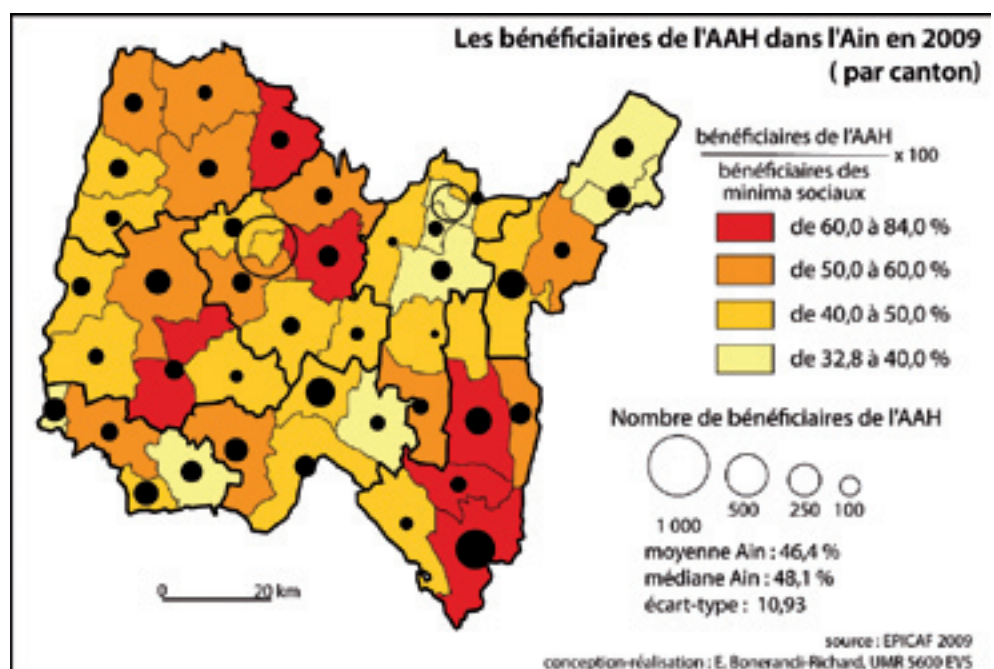 Les bénéficiaires de l'AAH dans l'Ain en 2009
( par canton)
bénéficiaires de l'AAH
x 100
bénéficiaires des
minima sociaux
de 60,0 à 84,0 %
de 50,0 à 60,0 %
de 40,0 à 50,0 %
de 32,8 à 40,0 %
Nombre de bénéficiaires de l'AAH
1 000
500
250
100
moyenne Ain : 46,4 %
médiane Ain : 48,1 %
écart-type : 10,93
0
20 km
source : EPICAF 2009
conception-réalisation : E. Bonerandi-Richard, UMR 5600 EVS